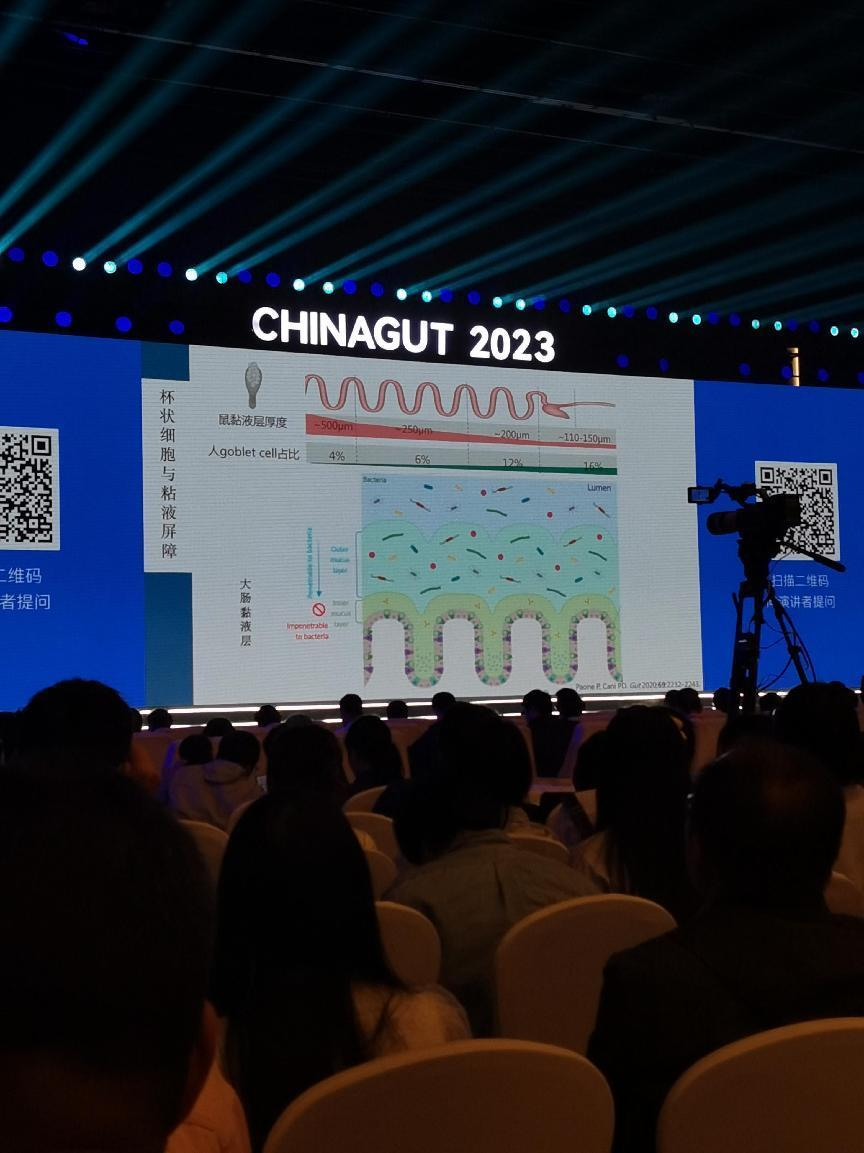 CHINAGUT 2023
杯状细胞与粘液屏障
鼠黏液层厚度
~500μm
~250μm
~200μm
~110-150μm
人goblet cell占比
4%
6%
12%
16%
Bacteria
Lumen
Penetrable to bacteria
Outer
mucus
layer
Inner
mucus
layer
Impenetrable
to bacteria
大肠黏液层
Paone P, Cani PD. Gut 2020;69:2232–2243.
二维码
者提问
扫描二维码
演讲者提问